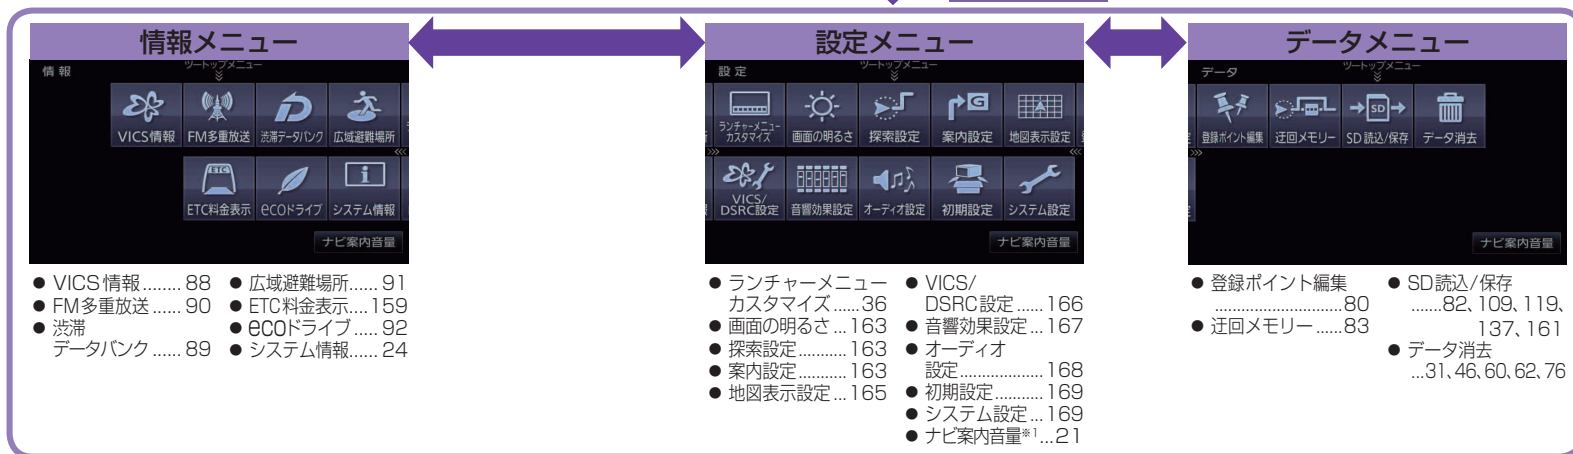 情報メニュー
情報
ツートップメニュー
VICS情報
FM多重放送
渋滞データバンク
広域避難場所
ETC
ETC料金表示
ecoドライブ
システム情報
ナビ案内音量
● VICS情報........88
● FM多重放送......90
● 渋滞
データバンク......89
● 広域避難場所......91
● ETC料金表示....159
● ecoドライブ.....92
● システム情報......24
設定メニュー
設定
ツートップメニュー
ランチャーメニュー
カスタマイズ
画面の明るさ
探索設定
G
案内設定
地図表示設定
VICS/
DSRC設定
音響効果設定
オーディオ設定
初期設定
システム設定
ナビ案内音量
● ランチャーメニュー
カスタマイズ......36
● 画面の明るさ...163
● 探索設定...........163
● 案内設定...........163
● 地図表示設定...165
● VICS/
DSRC設定......166
● 音響効果設定...167
● オーディオ
設定...................168
● 初期設定...........169
● システム設定...169
● ナビ案内音量※1...21
データメニュー
データ
ツートップメニュー
登録ポイント編集
迂回メモリー
SD
SD読込/保存
データ消去
ナビ案内音量
● 登録ポイント編集
..............................80
● 迂回メモリー......83
● SD読込/保存
........82、109、119、
137、161
● データ消去
...31、46、60、62、76